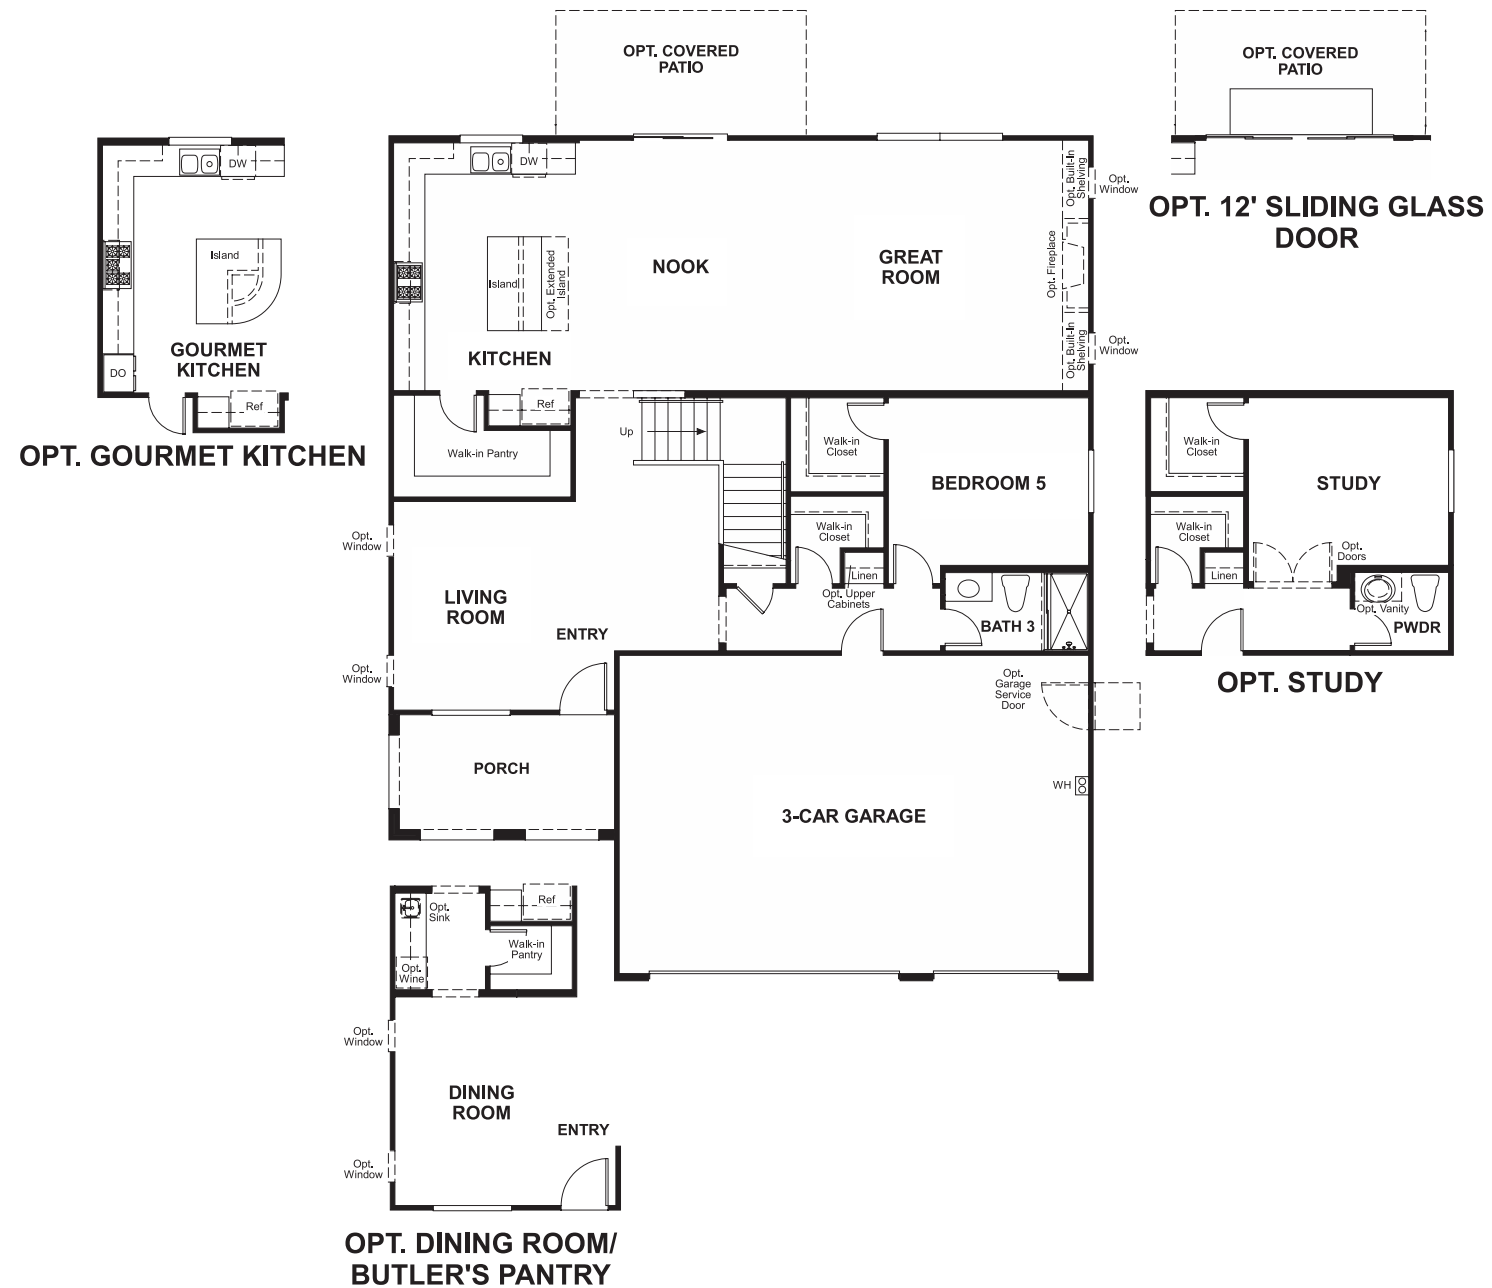 OPT. COVERED
PATIO
OPT. COVERED
PATIO
OPT. 12' SLIDING GLASS
DOOR
DW
Island
GOURMET
KITCHEN
DO
Ref
OPT. GOURMET KITCHEN
DW
Island
Opt. Extended
Island
KITCHEN
NOOK
GREAT
ROOM
Opt. Built-In
Shelving
Opt. Fireplace
Opt. Built-In
Shelving
Opt.
Window
Opt.
Window
Ref
Walk-in Pantry
Up
Walk-in
Closet
BEDROOM 5
Walk-in
Closet
Linen
Opt. Upper
Cabinets
BATH 3
Opt.
Window
LIVING
ROOM
ENTRY
Opt.
Window
Walk-in
Closet
STUDY
Walk-in
Closet
Opt.
Doors
Linen
Opt. Vanity
PWDR
OPT. STUDY
Opt.
Garage
Service
Door
PORCH
WH
3-CAR GARAGE
Opt.
Sink
Ref
Walk-in
Pantry
Opt.
Wine
Opt.
Window
DINING
ROOM
ENTRY
Opt.
Window
OPT. DINING ROOM/
BUTLER'S PANTRY